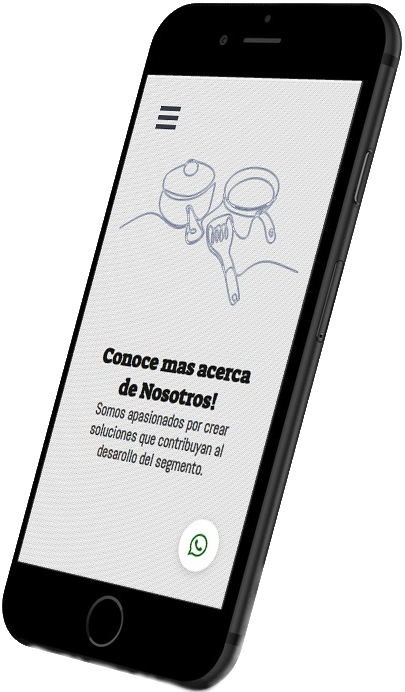 Conoce mas acerca
de Nosotros!
Somos apasionados por crear
soluciones que contribuyan al
desarollo del segmento.